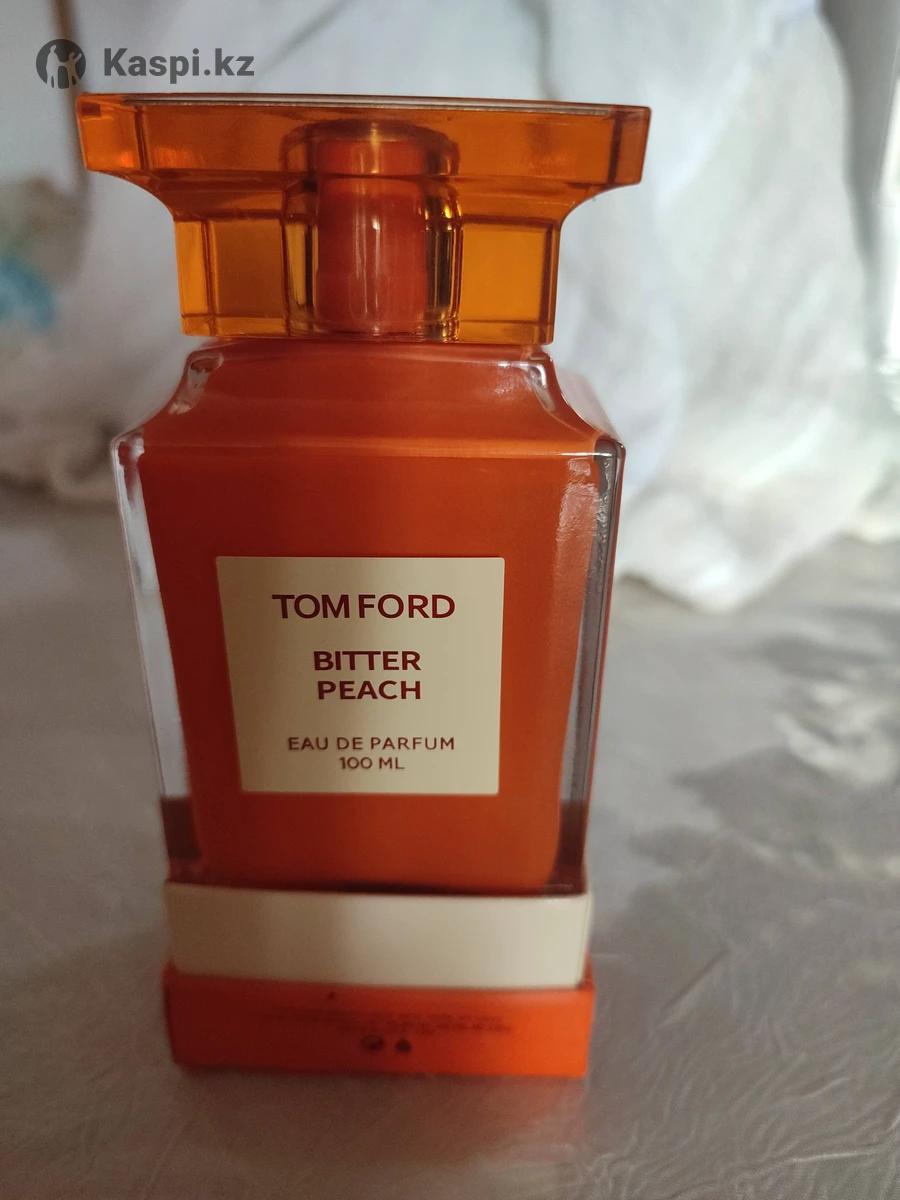 Kaspi.kz
TOM FORD
BITTER
PEACH
EAU DE PARFUM
100 ML